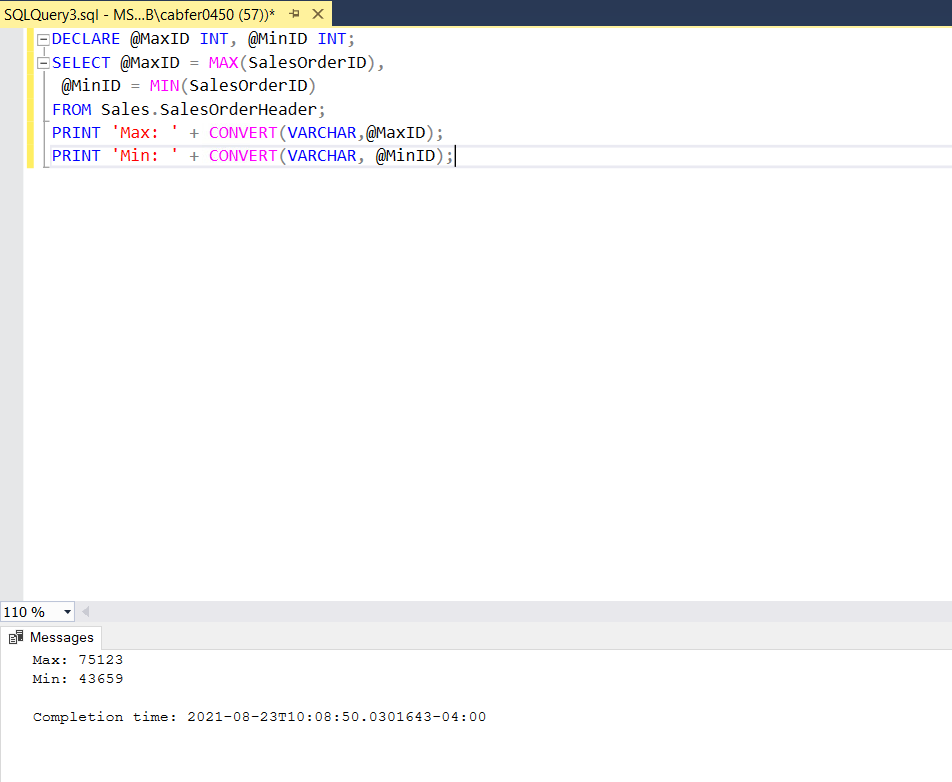 SQLQuery3.sql - MS...B\cabfer0450 (57))*
DECLARE @MaxID INT, @MinID INT;
SELECT @MaxID = MAX(SalesOrderID),
@MinID = MIN(SalesOrderID)
FROM Sales.SalesOrderHeader;
PRINT 'Max: ' + CONVERT(VARCHAR,@MaxID);
PRINT 'Min: ' + CONVERT(VARCHAR, @MinID);
110 %
Messages
Max: 75123
Min: 43659
Completion time: 2021-08-23T10:08:50.0301643-04:00